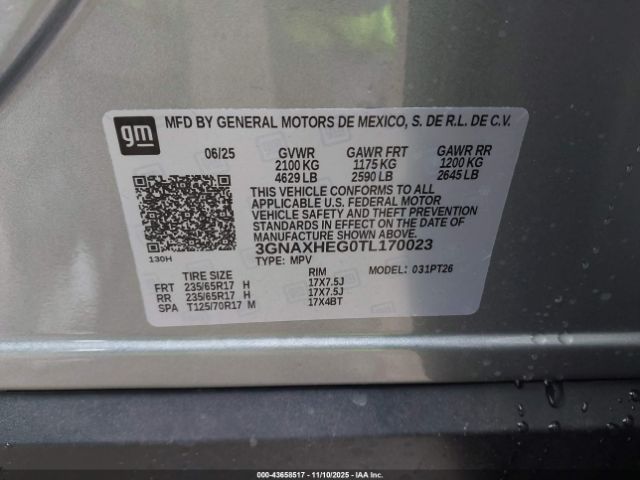 gm
MFD BY GENERAL MOTORS DE MEXICO, S. DE R.L. DE C.V.
06/25 GVWR GAWR FRT GAWR RR
2100 KG 1175 KG 1200 KG
4629 LB 2590 LB 2645 LB
THIS VEHICLE CONFORMS TO ALL
APPLICABLE U.S. FEDERAL MOTOR
VEHICLE SAFETY AND THEFT PREVENTION
STANDARDS IN EFFECT ON THE DATE OF
MANUFACTURE SHOWN ABOVE.
130H
3GNAXHEG0TL170023
TYPE: MPV MODEL: 031PT26
TIRE SIZE RIM
FRT 235/65R17 H 17X7.5J
RR 235/65R17 H 17X7.5J
SPA T125/70R17 M 17X4BT
000-43658517 - 11/10/2025 - IAAI.com